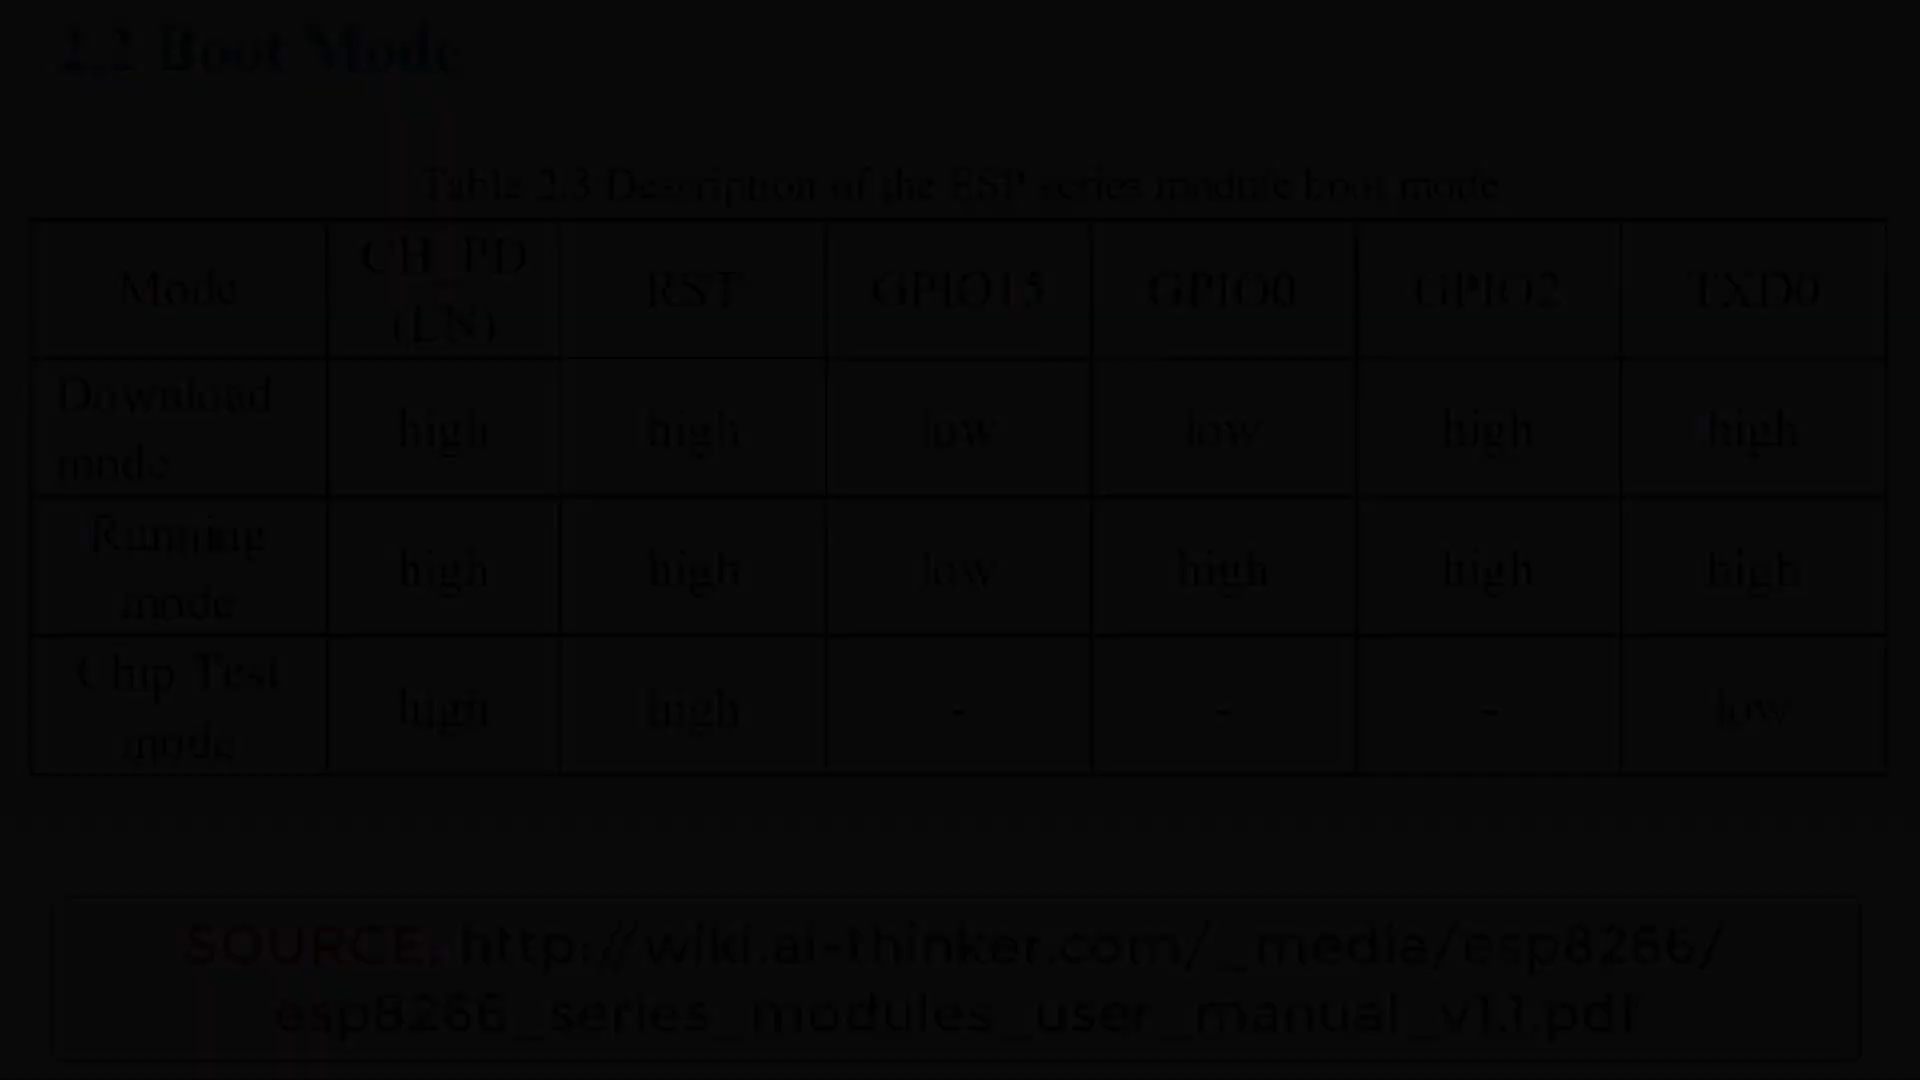 2.2 Boot Mode
Table 2.3 Description of the ESP series module boot mode
Mode CH_PD (EN) RST GPIO15 GPIO0 GPIO2 TXD0
Download mode high high low low high high
Running mode high high low high high high
Chip Test mode high high - - - low
SOURCE: http://wiki.ai-thinker.com/_media/esp8266/
esp8266_series_modules_user_manual_v1.1.pdf